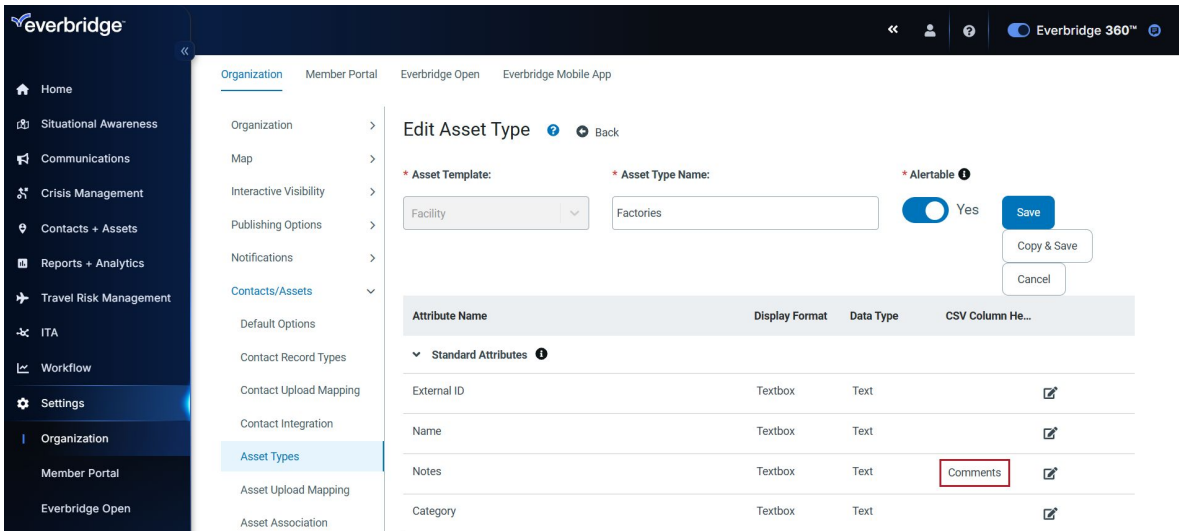 everbridge
Everbridge 360™
Home
Situational Awareness
Communications
Crisis Management
Contacts + Assets
Reports + Analytics
Travel Risk Management
ITA
Workflow
Settings
Organization
Member Portal
Everbridge Open
Organization Member Portal Everbridge Open Everbridge Mobile App
Organization
Map
Interactive Visibility
Publishing Options
Notifications
Contacts/Assets
Default Options
Contact Record Types
Contact Upload Mapping
Contact Integration
Asset Types
Asset Upload Mapping
Asset Association
Edit Asset Type Back
* Asset Template: * Asset Type Name: * Alertable
Facility Factories Yes Save
Copy & Save
Cancel
Attribute Name Display Format Data Type CSV Column He...
Standard Attributes
External ID Textbox Text
Name Textbox Text
Notes Textbox Text Comments
Category Textbox Text